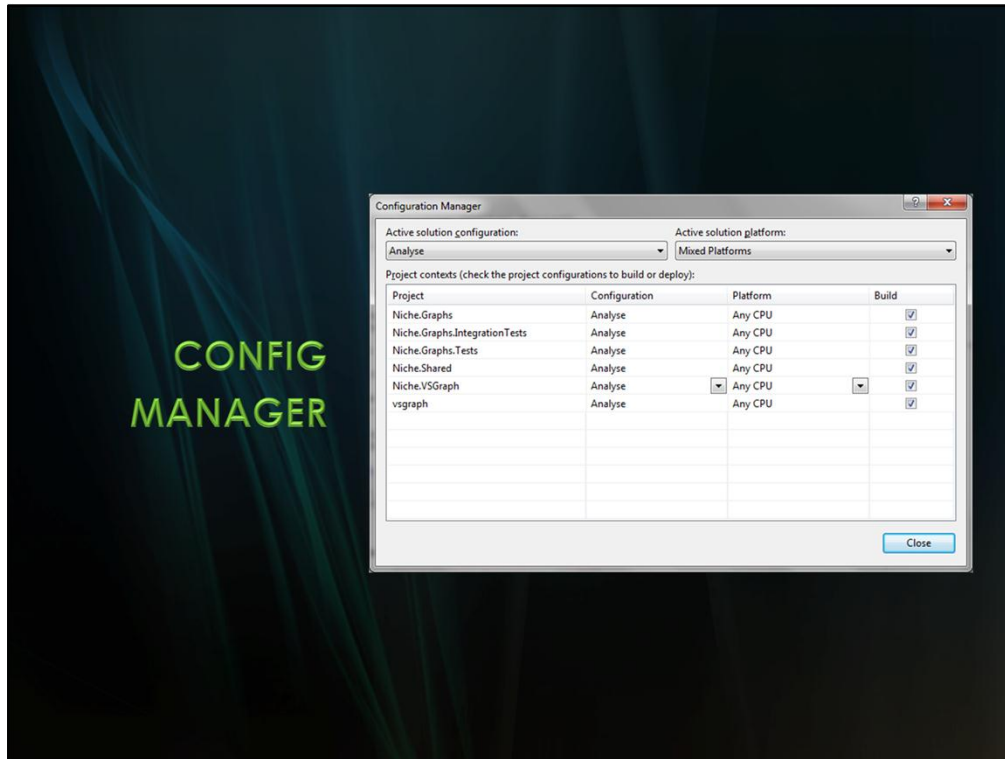 CONFIG
MANAGER
Configuration Manager
Active solution configuration: Active solution platform:
Analyse Mixed Platforms
Project contexts (check the project configurations to build or deploy):
Project Configuration Platform Build
Niche.Graphs Analyse Any CPU
Niche.Graphs.IntegrationTests Analyse Any CPU
Niche.Graphs.Tests Analyse Any CPU
Niche.Shared Analyse Any CPU
Niche.VSGraph Analyse Any CPU
vsgraph Analyse Any CPU
Close